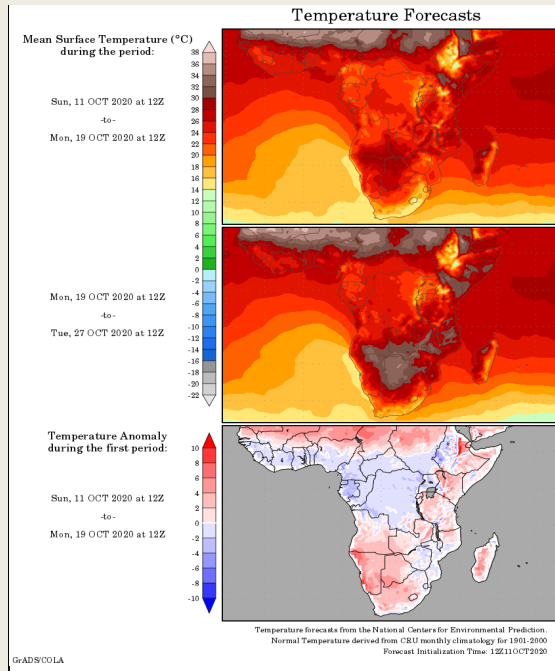 Temperature Forecasts
Mean Surface Temperature (°C)
during the period:
Sun, 11 OCT 2020 at 12Z
-to-
Mon, 19 OCT 2020 at 12Z
38
36
34
32
30
28
26
24
22
20
18
16
14
12
10
8
6
4
2
0
-2
-4
-6
-8
-10
-12
-14
-16
-18
-20
-22
Mon, 19 OCT 2020 at 12Z
-to-
Tue, 27 OCT 2020 at 12Z
Temperature Anomaly
during the first period:
Sun, 11 OCT 2020 at 12Z
-to-
Mon, 19 OCT 2020 at 12Z
10
8
6
4
2
0
-2
-4
-6
-8
-10
Temperature forecasts from the National Centers for Environmental Prediction.
Normal Temperature derived from CRU monthly climatology for 1901-2000
Forecast Initialization Time: 12Z11OCT2020
GrADS/COLA